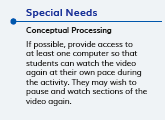 Special Needs
Conceptual Processing
If possible, provide access to
at least one computer so that
students can watch the video
again at their own pace during
the activity. They may wish to
pause and watch sections of the
video again.